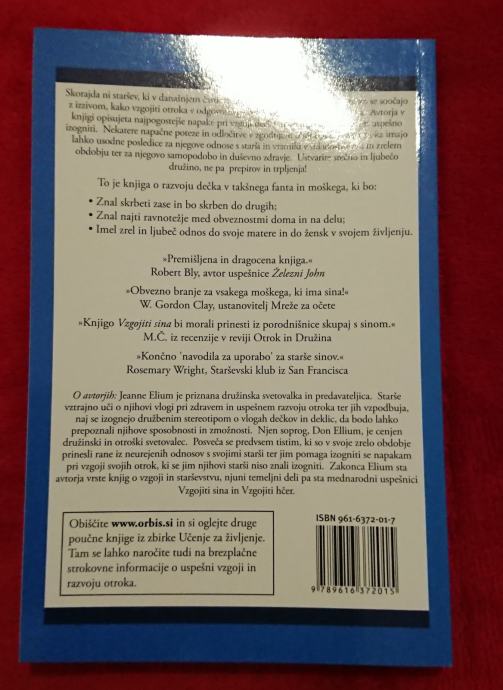 Skorajda ni staršev, ki v današnjem času se soočajo
z izzivom, kako vzgojiti otroka v odgovorno Avtorja v
knjigi opisujeta najpogostejše napake pri vzgoji uspešno
izogniti. Nekatere napačne poteze in odločitve v zgodnjem imajo
lahko usodne posledice za njegove odnose s starši in vrstniki v zrelem
obdobju ter za njegovo samopodobo in duševno zdravje. Ustvarite srečno in ljubečo
družino, ne pa prepirov in trpljenja!
To je knjiga o razvoju dečka v takšnega fanta in moškega, ki bo:
• Znal skrbeti zase in bo skrben do drugih;
• Znal najti ravnotežje med obveznostmi doma in na delu;
• Imel zrel in ljubeč odnos do svoje matere in do žensk v svojem življenju.
»Premišljena in dragocena knjiga.«
Robert Bly, avtor uspešnice Železni John
»Obvezno branje za vsakega moškega, ki ima sina!«
W. Gordon Clay, ustanovitelj Mreže za očete
»Knjigo Vzgojiti sina bi morali prinesti iz porodnišnice skupaj s sinom.«
M.Č. iz recenzije v reviji Otrok in Družina
»Končno 'navodila za uporabo' za starše sinov.«
Rosemary Wright, Starševski klub iz San Francisca
O avtorjih: Jeanne Elium je priznana družinska svetovalka in predavateljica. Starše
vztrajno uči o njihovi vlogi pri zdravem in uspešnem razvoju otroka ter jih vzpodbuja,
naj se izognejo družbenim stereotipom o vlogah dečkov in deklic, da bodo lahko
prepoznali njihove sposobnosti in zmožnosti. Njen soprog, Don Ellium, je cenjen
družinski in otroški svetovalec. Posveča se predvsem tistim, ki so v svoje zrelo obdobje
prinesli rane iz neurejenih odnosov s svojimi starši ter jim pomaga izogniti se napakam
pri vzgoji svojih otrok, ki se jim njihovi starši niso znali izogniti. Zakonca Elium sta
avtorja vrste knjig o vzgoji in starševstvu, njuni temeljni deli pa sta mednarodni uspešnici
Vzgojiti sina in Vzgojiti hčer.
Obiščite www.orbis.si in si oglejte druge
poučne knjige iz zbirke Učenje za življenje.
Tam se lahko naročite tudi na brezplačne
strokovne informacije o uspešni vzgoji in
razvoju otroka.
ISBN 961-6372-01-7
9 789616 372015